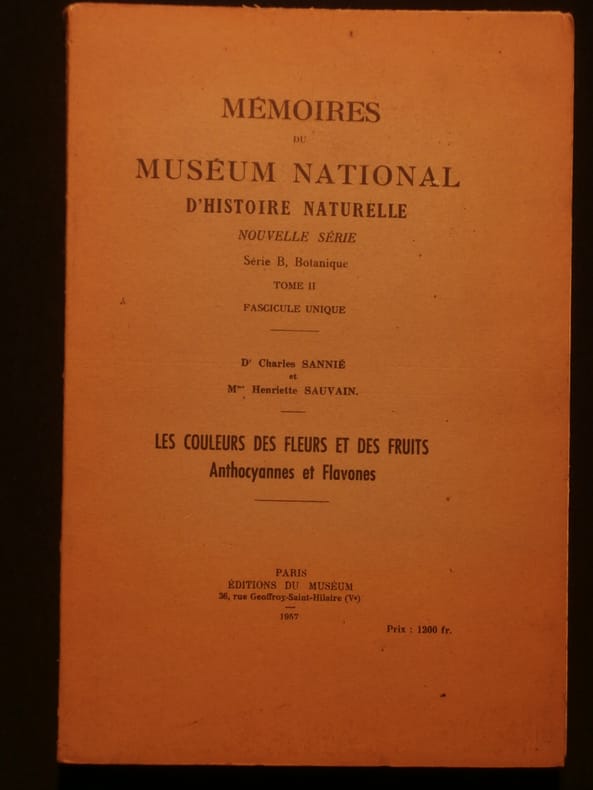 MÉMOIRES
DU
MUSÉUM NATIONAL
D'HISTOIRE NATURELLE
NOUVELLE SÉRIE
Série B, Botanique
TOME II
FASCICULE UNIQUE
Dr Charles SANNIÉ
et
Mme Henriette SAUVAIN.
LES COULEURS DES FLEURS ET DES FRUITS
Anthocyannes et Flavones
PARIS
ÉDITIONS DU MUSÉUM
36, rue Geoffroy-Saint-Hilaire (Ve)
1957
Prix : 1200 fr.